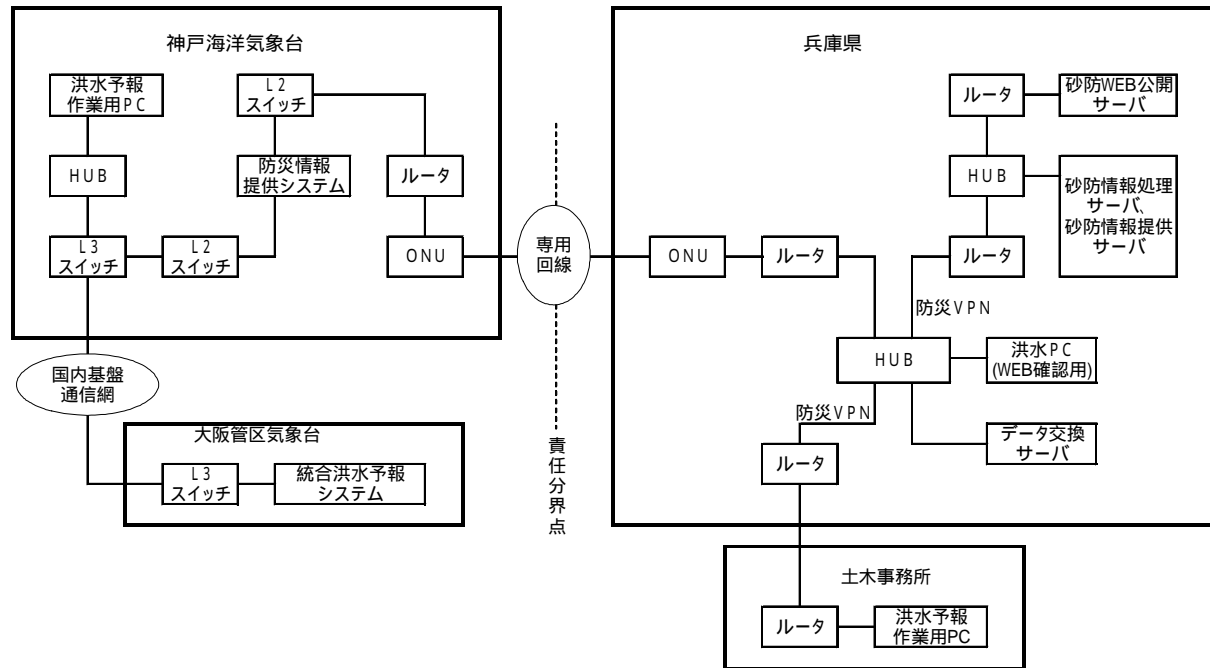 神戸海洋気象台
洪水予報
作業用PC
L2
スイッチ
HUB
防災情報
提供システム
ルータ
L3
スイッチ
L2
スイッチ
ONU
国内基盤
通信網
大阪管区気象台
L3
スイッチ
統合洪水予報
システム
専用
回線
責任分界点
兵庫県
ルータ
砂防WEB公開
サーバ
HUB
砂防情報処理
サーバ、
砂防情報提供
サーバ
ONU
ルータ
ルータ
防災VPN
HUB
洪水PC
(WEB確認用)
防災VPN
データ交換
サーバ
ルータ
土木事務所
ルータ
洪水予報
作業用PC